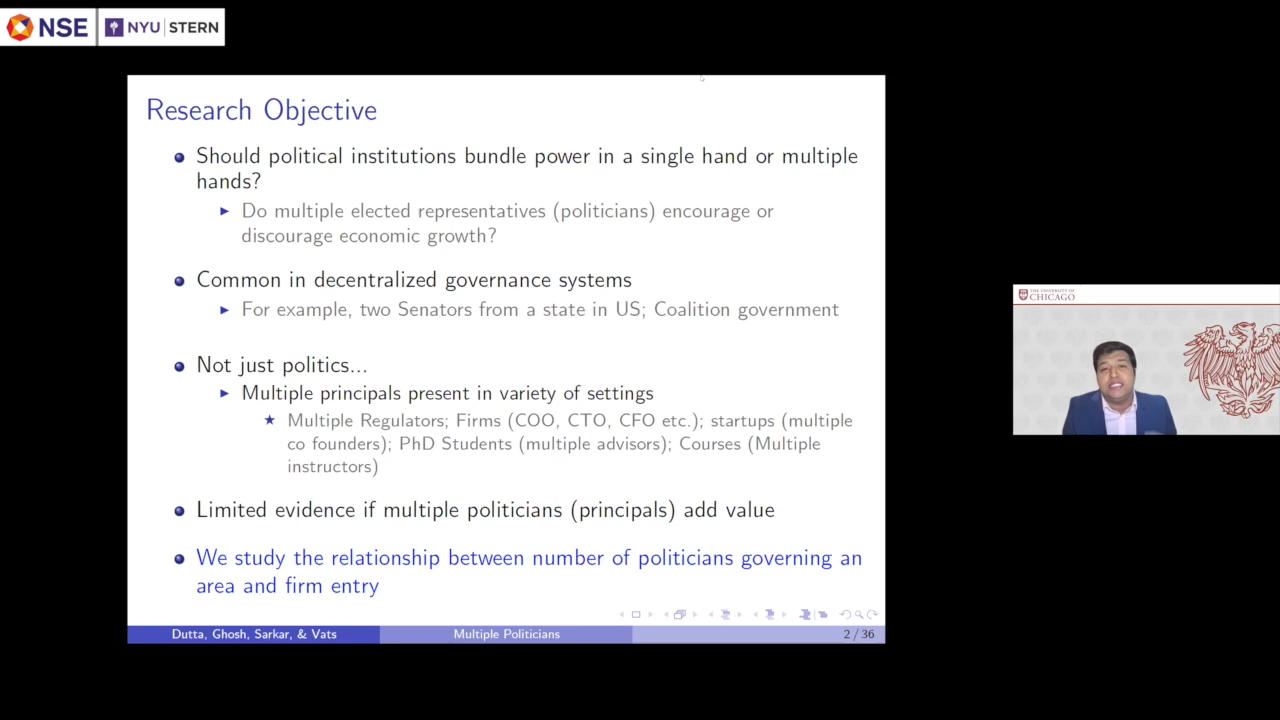 NSE NYU STERN
Research Objective
Should political institutions bundle power in a single hand or multiple
hands?
Do multiple elected representatives (politicians) encourage or
discourage economic growth?
Common in decentralized governance systems
For example, two Senators from a state in US; Coalition government
Not just politics...
Multiple principals present in variety of settings
Multiple Regulators; Firms (COO, CTO, CFO etc.); startups (multiple
co founders); PhD Students (multiple advisors); Courses (Multiple
instructors)
Limited evidence if multiple politicians (principals) add value
We study the relationship between number of politicians governing an
area and firm entry
Dutta, Ghosh, Sarkar, & Vats Multiple Politicians 2 / 36
THE UNIVERSITY OF
CHICAGO